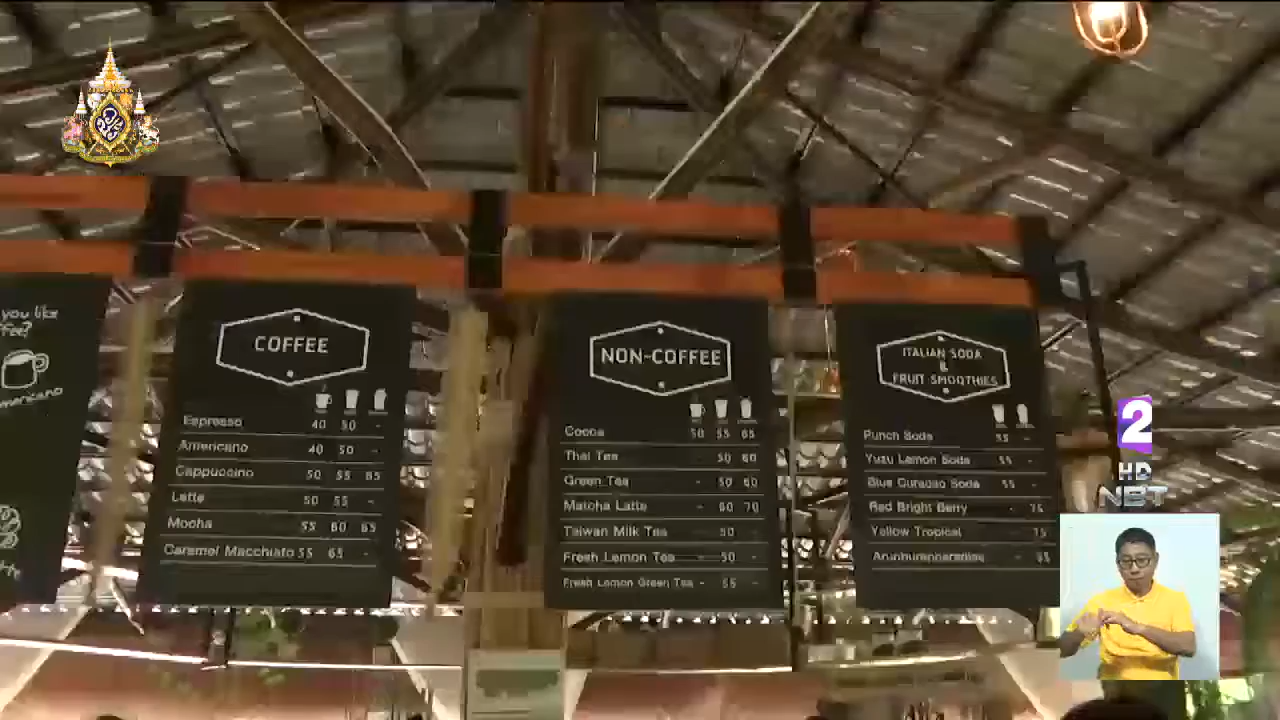 you like
COFFEE
Espresso 40 50 -
Americano 40 50 -
Cappuccino 50 55 65
Latte 50 55 -
Mocha 55 60 65
Caramel Macchiato 55 65 -
NON-COFFEE
Cocoa 50 55 65
Thai Tea - 50 60
Green Tea - 50 60
Matcha Latte - 60 70
Taiwan Milk Tea 50 -
Fresh Lemon Tea - 50 -
Fresh Lemon Green Tea - 55 -
ITALIAN SODA
&
FRUIT SMOOTHIES
Punch Soda 55 -
Yuzu Lemon Soda 55 -
Blue Curacao Soda 55 -
Red Bright Berry - 75
Yellow Tropical 75
2
HD
NBT